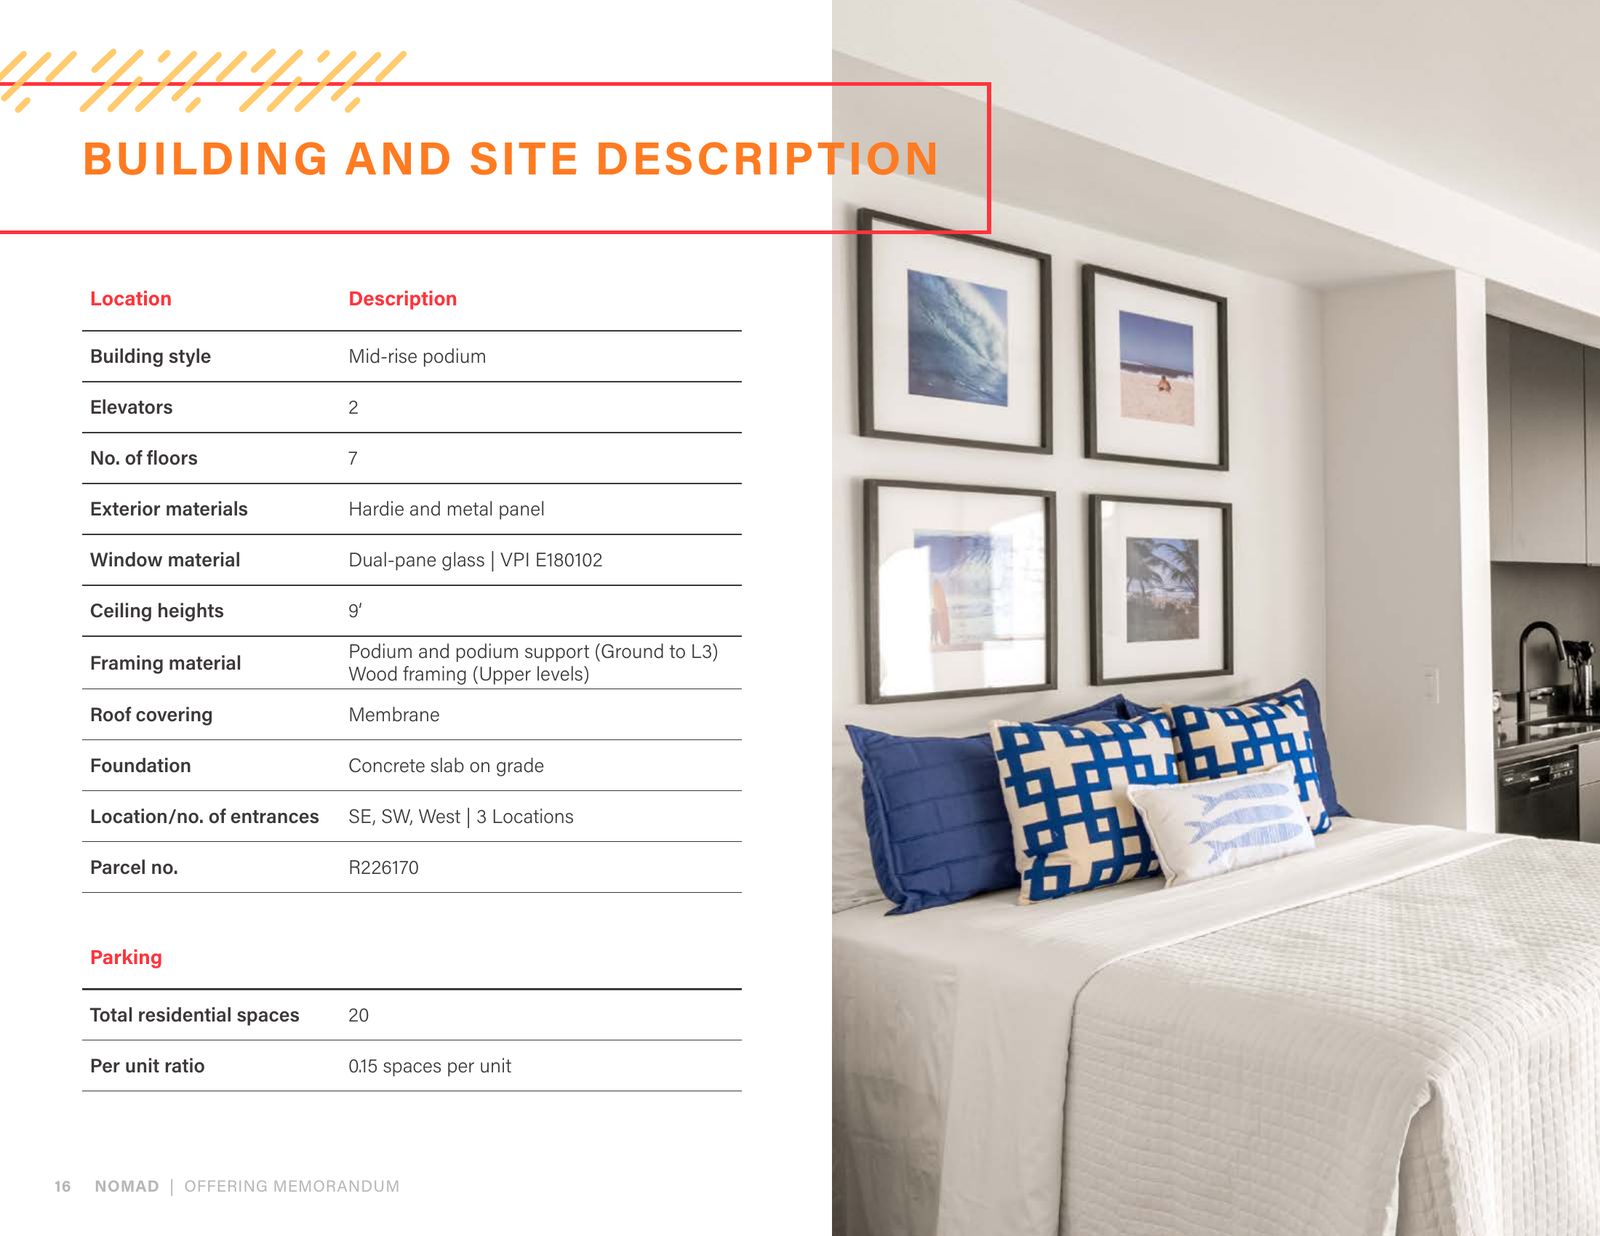 BUILDING AND SITE DESCRIPTION
Location Description
Building style Mid-rise podium
Elevators 2
No. of floors 7
Exterior materials Hardie and metal panel
Window material Dual-pane glass | VPI E180102
Ceiling heights 9'
Framing material Podium and podium support (Ground to L3)
Wood framing (Upper levels)
Roof covering Membrane
Foundation Concrete slab on grade
Location/no. of entrances SE, SW, West | 3 Locations
Parcel no. R226170
Parking
Total residential spaces 20
Per unit ratio 0.15 spaces per unit
16 NOMAD | OFFERING MEMORANDUM